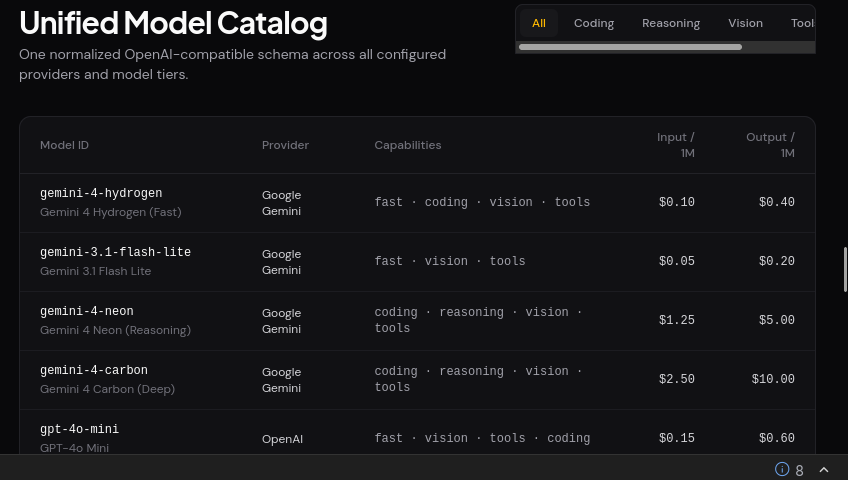 Unified Model Catalog
One normalized OpenAI-compatible schema across all configured
providers and model tiers.
All Coding Reasoning Vision Tool
Model ID Provider Capabilities Input / 1M Output / 1M
gemini-4-hydrogen
Gemini 4 Hydrogen (Fast)
Google
Gemini
fast · coding · vision · tools
$0.10
$0.40
gemini-3.1-flash-lite
Gemini 3.1 Flash Lite
Google
Gemini
fast · vision · tools
$0.05
$0.20
gemini-4-neon
Gemini 4 Neon (Reasoning)
Google
Gemini
coding · reasoning · vision ·
tools
$1.25
$5.00
gemini-4-carbon
Gemini 4 Carbon (Deep)
Google
Gemini
coding · reasoning · vision ·
tools
$2.50
$10.00
gpt-4o-mini
GPT-4o Mini
OpenAI
fast · vision · tools · coding
$0.15
$0.60
8